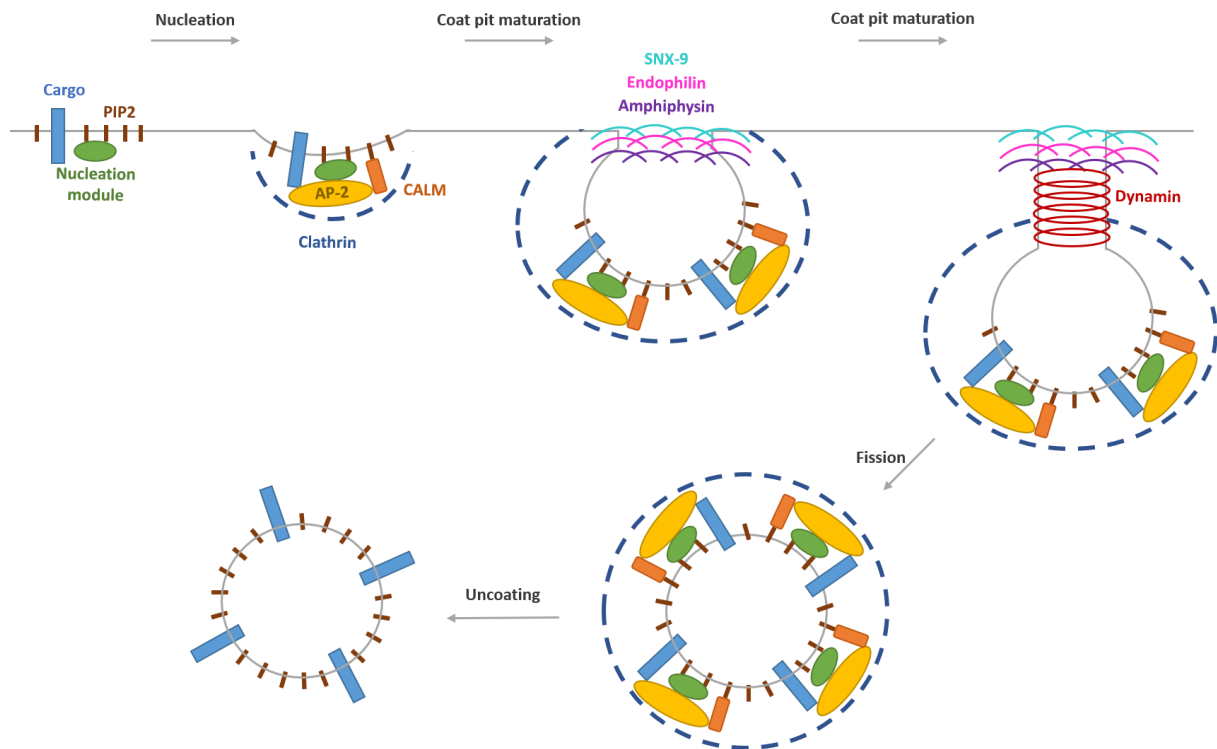 Nucleation
Coat pit maturation
Coat pit maturation
SNX-9
Endophilin
Amphiphysin
Cargo
PIP2
Nucleation
module
AP-2
CALM
Clathrin
Dynamin
Fission
Uncoating